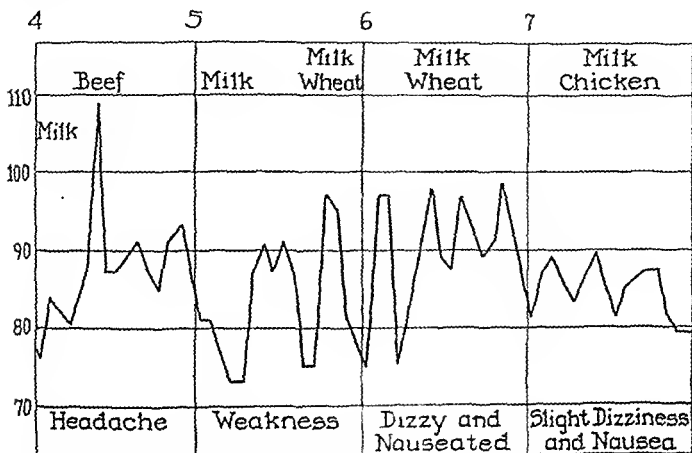 4 5 6 7
Beef Milk Milk Wheat Milk Wheat Milk Chicken
110
Milk
100
90
80
70
Headache Weakness Dizzy and Nauseated Slight Dizziness and Nausea